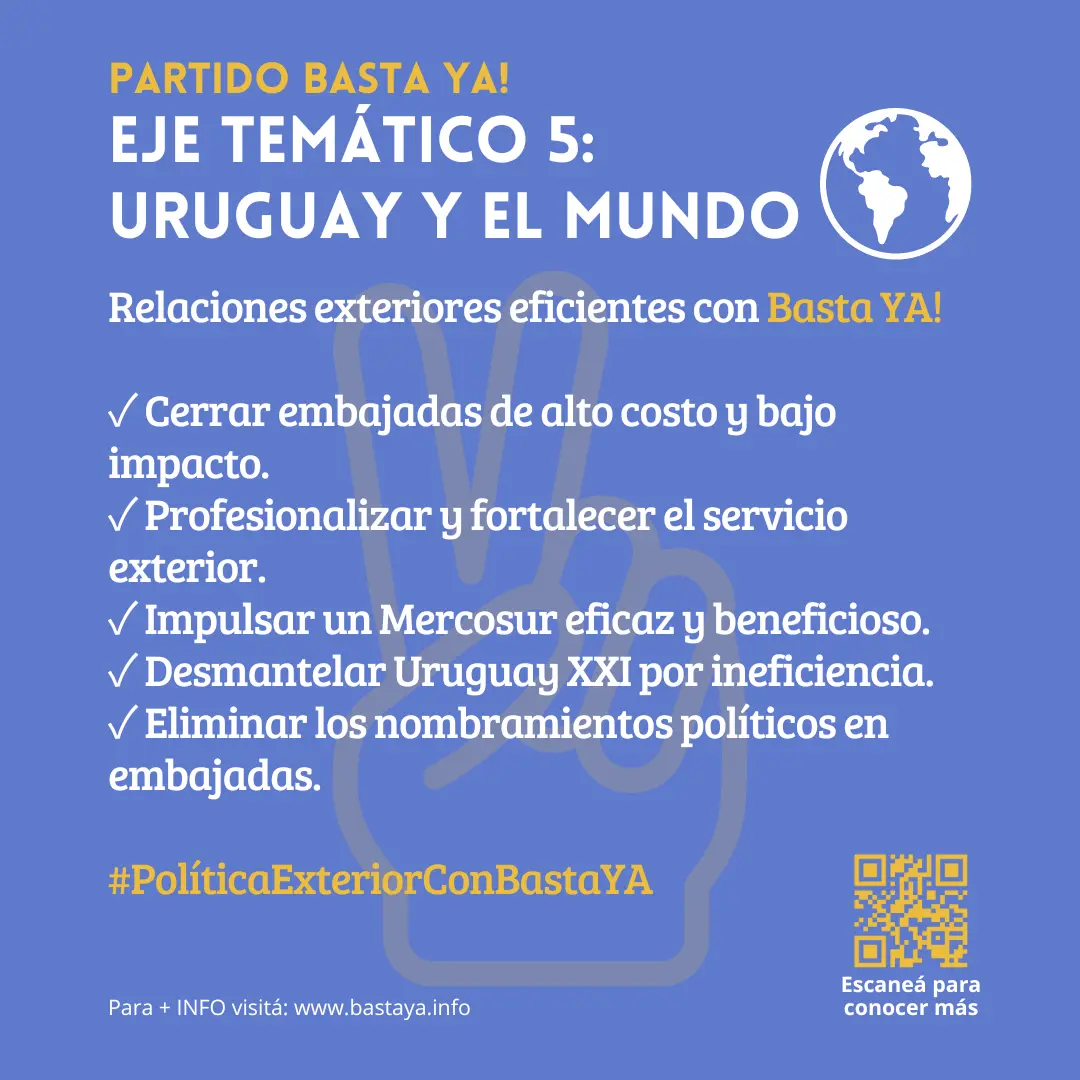 PARTIDO BASTA YA!
EJE TEMÁTICO 5:
URUGUAY Y EL MUNDO
Relaciones exteriores eficientes con Basta YA!
✓ Cerrar embajadas de alto costo y bajo
impacto.
✓ Profesionalizar y fortalecer el servicio
exterior.
✓ Impulsar un Mercosur eficaz y beneficioso.
✓ Desmantelar Uruguay XXI por ineficiencia.
✓ Eliminar los nombramientos políticos en
embajadas.
#PolíticaExteriorConBastaYA
Para + INFO visitá: www.bastaya.info
Escaneá para
conocer más